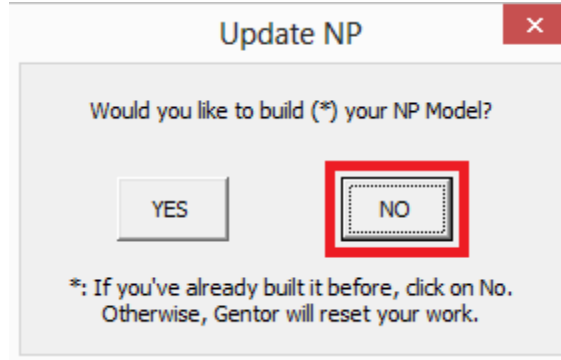 Update NP
x
Would you like to build (*) your NP Model?
YES
NO
*: If you've already built it before, click on No.
Otherwise, Gentor will reset your work.